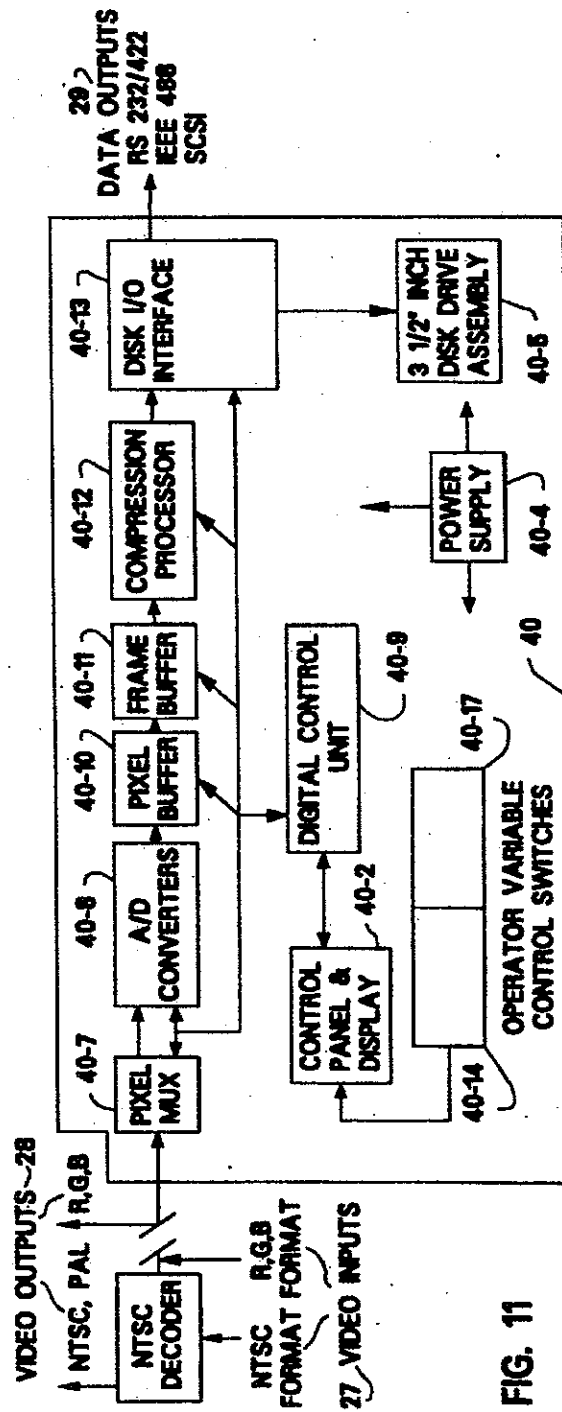 VIDEO OUTPUTS 28
NTSC, PAL R,G,B
NTSC
DECODER
NTSC R,G,B
FORMAT FORMAT
27 VIDEO INPUTS
40-7
PIXEL
MUX
40-8
A/D
CONVERTERS
40-10
PIXEL
BUFFER
40-11
FRAME
BUFFER
40-12
COMPRESSION
PROCESSOR
40-13
DISK I/O
INTERFACE
29
DATA OUTPUTS
RS 232/422
IEEE 488
SCSI
CONTROL
PANEL &
DISPLAY
40-2
DIGITAL CONTROL
UNIT
40-9
POWER
SUPPLY
40-4
3 1/2" INCH
DISK DRIVE
ASSEMBLY
40-5
40-14
40-17
OPERATOR VARIABLE
CONTROL SWITCHES
40
FIG. 11